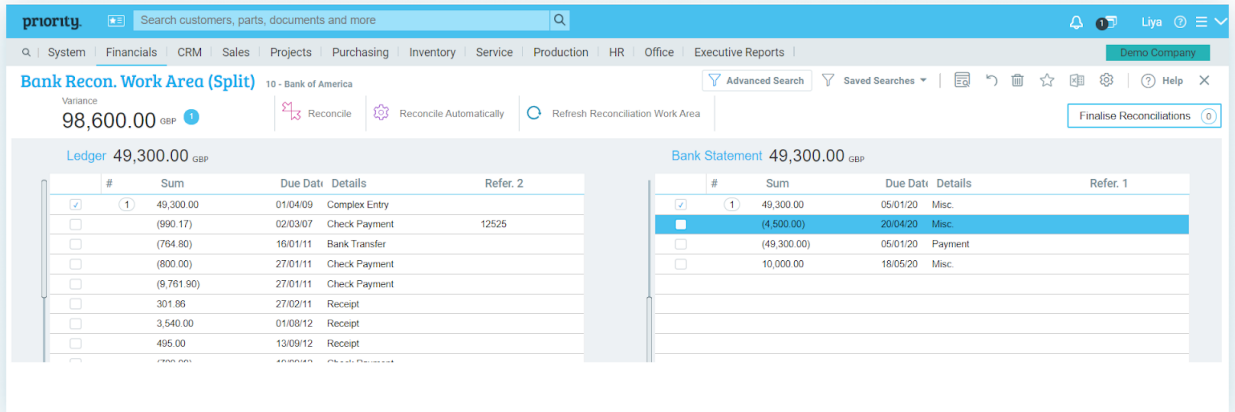 priority.
Search customers, parts, documents and more
1
Liya
System Financials CRM Sales Projects Purchasing Inventory Service Production HR Office Executive Reports
Demo Company
Bank Recon. Work Area (Split) 10 - Bank of America
Advanced Search Saved Searches Help
Variance
98,600.00 GBP 1
Reconcile Reconcile Automatically Refresh Reconciliation Work Area
Finalise Reconciliations 0
Ledger 49,300.00 GBP
# Sum Due Date Details Refer. 2
1 49,300.00 01/04/09 Complex Entry
(990.17) 02/03/07 Check Payment 12525
(764.80) 16/01/11 Bank Transfer
(800.00) 27/01/11 Check Payment
(9,761.90) 27/01/11 Check Payment
301.86 27/02/11 Receipt
3,540.00 01/08/12 Receipt
495.00 13/09/12 Receipt
Bank Statement 49,300.00 GBP
# Sum Due Date Details Refer. 1
1 49,300.00 05/01/20 Misc.
(4,500.00) 20/04/20 Misc.
(49,300.00) 05/01/20 Payment
10,000.00 18/05/20 Misc.